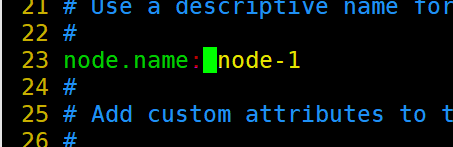 21 # Use a descriptive name for
22 #
23 node.name: node-1
24 #
25 # Add custom attributes to t
26 #